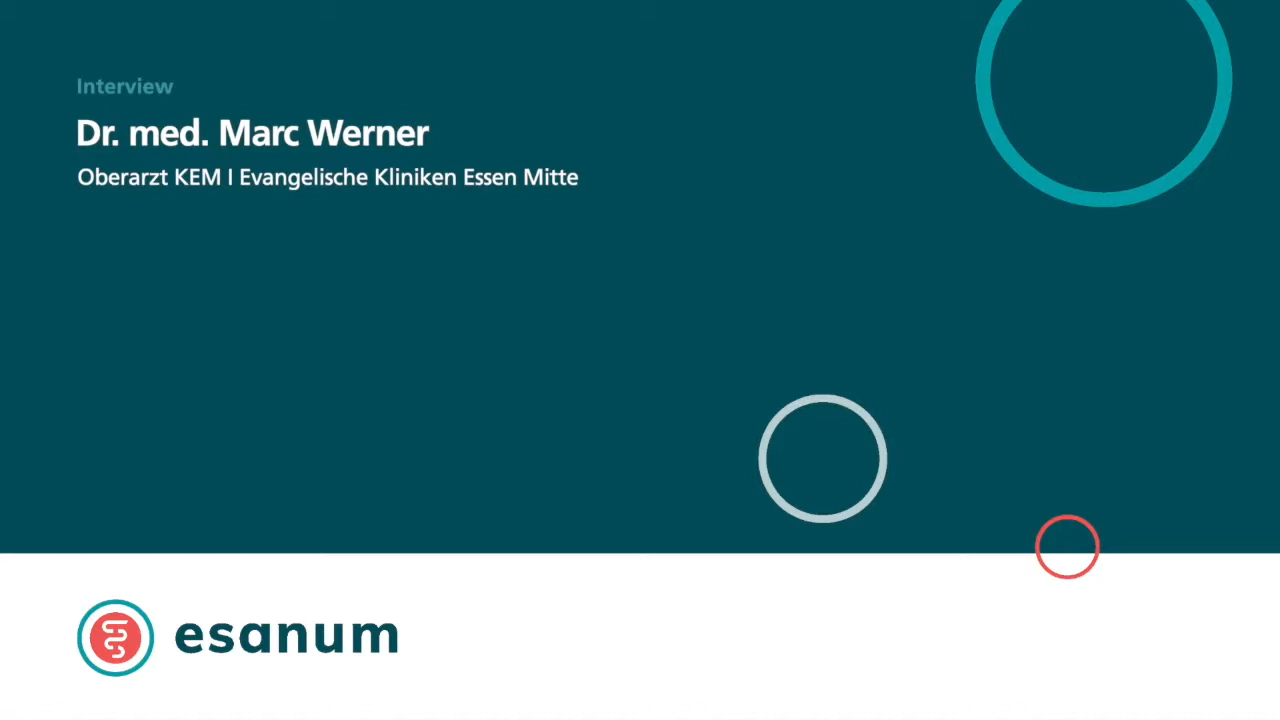 Interview
Dr. med. Marc Werner
Oberarzt KEM I Evangelische Kliniken Essen Mitte
esanum